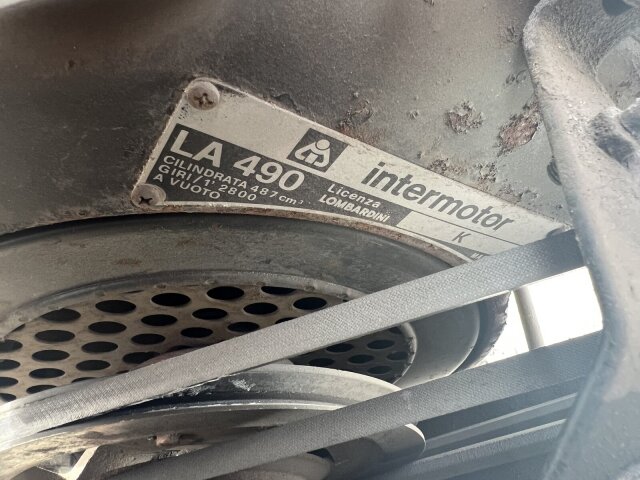 intermotor
LA 490
Licenza
LOMBARDINI
CILINDRATA 487 cm³
GIRI / 1' 2800
A VUOTO
K